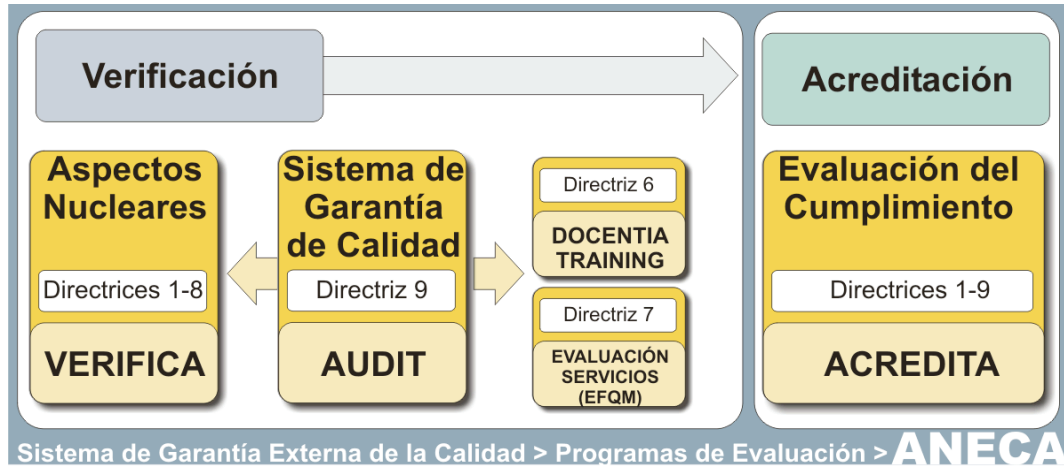 Verificación
Acreditación
Aspectos
Nucleares
Directrices 1-8
VERIFICA
Sistema de
Garantía
de Calidad
Directriz 9
AUDIT
Directriz 6
DOCENTIA
TRAINING
Directriz 7
EVALUACIÓN
SERVICIOS
(EFQM)
Evaluación del
Cumplimiento
Directrices 1-9
ACREDITA
Sistema de Garantía Externa de la Calidad > Programas de Evaluación > ANECA